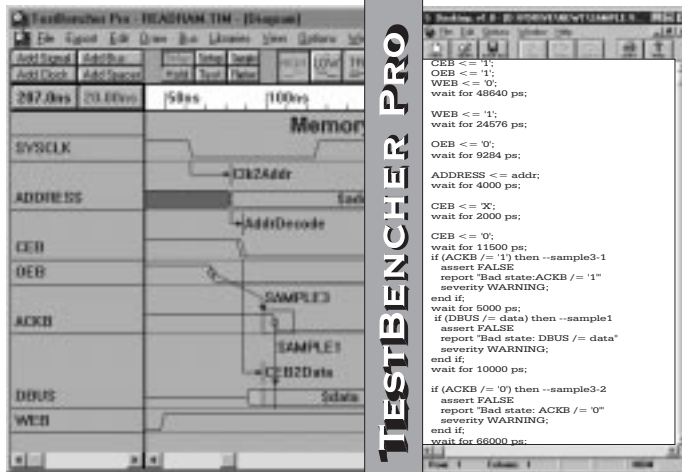 TestBencher Pro - READRAM.TIM - [Diagram]
File Export Edit Draw Bus Libraries View Options
Add Signal Add Bus
Add Clock Add Spacer
Setup
Hold Text
HIGH LOW
207.0ns 20.00ns 50ns 100ns
Memory
SYSCLK
Clk2Addr
ADDRESS
AddrDecode
CEB
OEB
SAMPLE3
ACKB
SAMPLE1
CEB2Data
DBUS $data
WEB
TESTBENCHER PRO
CEB <= '1';
OEB <= '1';
WEB <= '0';
wait for 48640 ps;
WEB <= '1';
wait for 24576 ps;
OEB <= '0';
wait for 9284 ps;
ADDRESS <= addr;
wait for 4000 ps;
CEB <= 'X';
wait for 2000 ps;
CEB <= '0';
wait for 11500 ps;
if (ACKB /= '1') then --sample3-1
assert FALSE
report "Bad state:ACKB /= '1'"
severity WARNING;
end if;
wait for 5000 ps;
if (DBUS /= data) then --sample1
assert FALSE
report "Bad state: DBUS /= data"
severity WARNING;
end if;
wait for 10000 ps;
if (ACKB /= '0') then --sample3-2
assert FALSE
report "Bad state: ACKB /= '0'"
severity WARNING;
end if;
wait for 66000 ps;